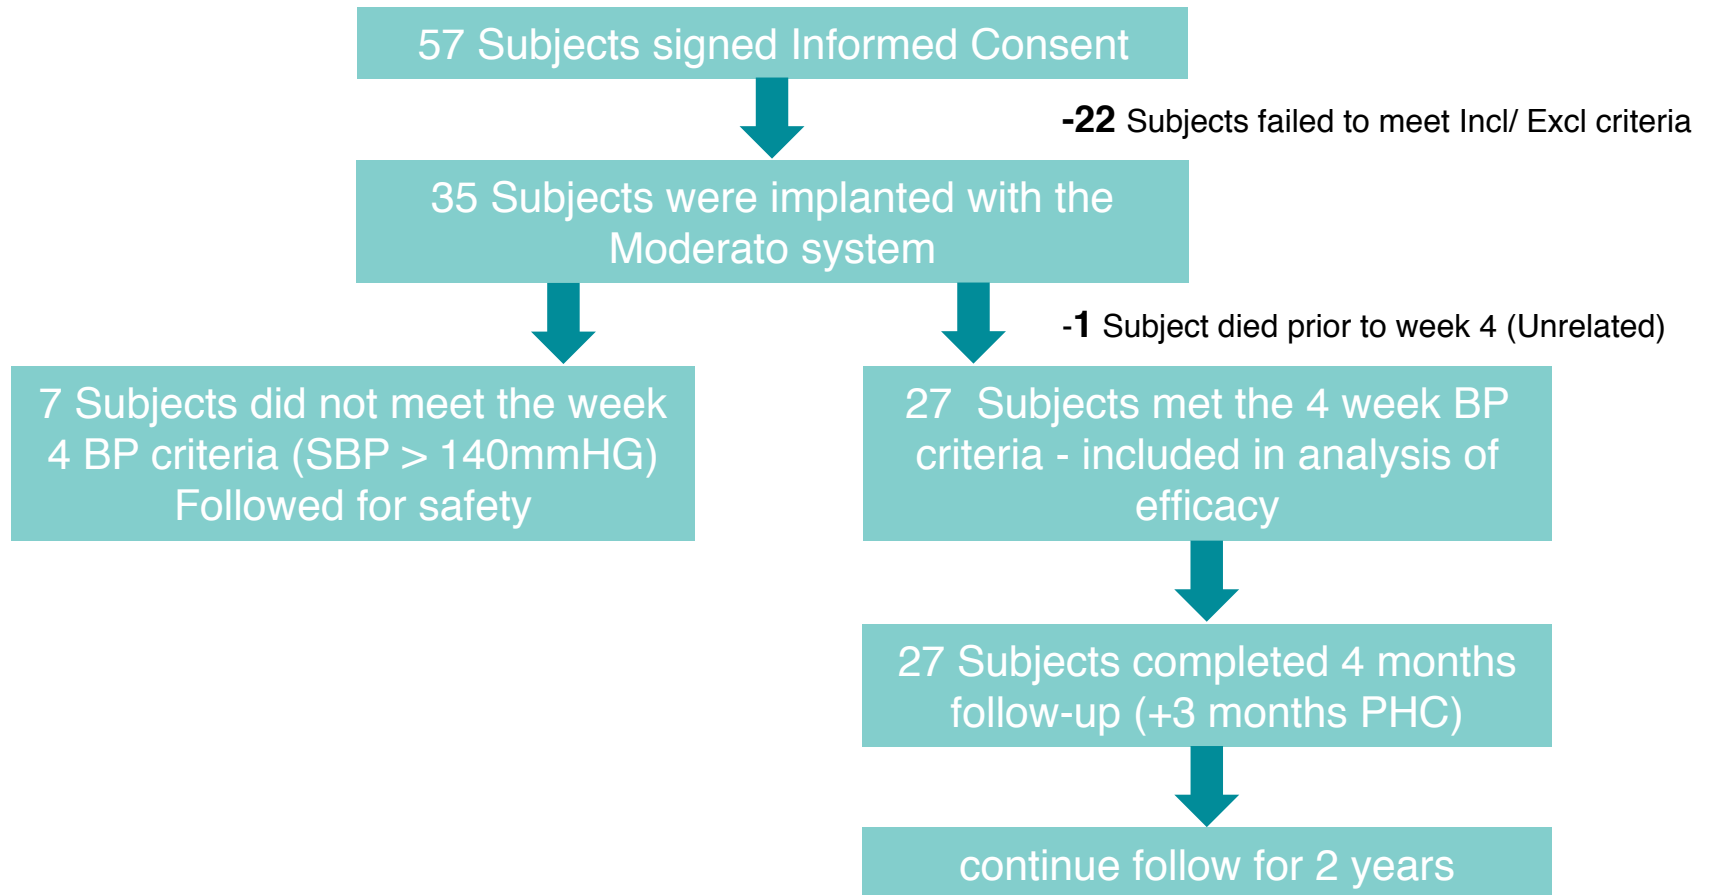 57 Subjects signed Informed Consent
-22 Subjects failed to meet Incl/ Excl criteria
35 Subjects were implanted with the
Moderato system
-1 Subject died prior to week 4 (Unrelated)
7 Subjects did not meet the week
4 BP criteria (SBP > 140mmHG)
Followed for safety
27 Subjects met the 4 week BP
criteria - included in analysis of
efficacy
27 Subjects completed 4 months
follow-up (+3 months PHC)
continue follow for 2 years